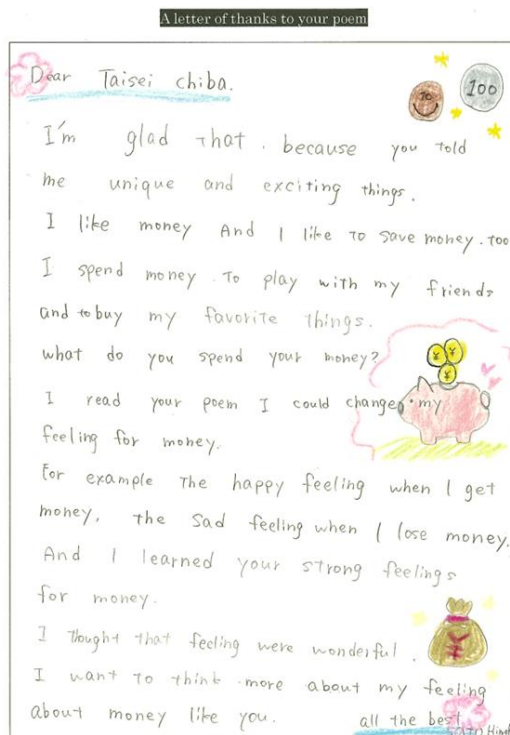 A letter of thanks to your poem
Dear Taisei chiba.
10 100
I'm glad that. because you told
me unique and exciting things.
I like money And I like to save money. too
I spend money. To play with my friends
and to buy my favorite things.
what do you spend your money?
¥ ¥
¥
I read your poem I could change my
feeling for money.
For example The happy feeling when I get
money, the sad feeling when I lose money.
And I learned your strong feelings
for money.
I thought that feeling were wonderful.
¥
I want to think more about my feeling
about money like you. all the best